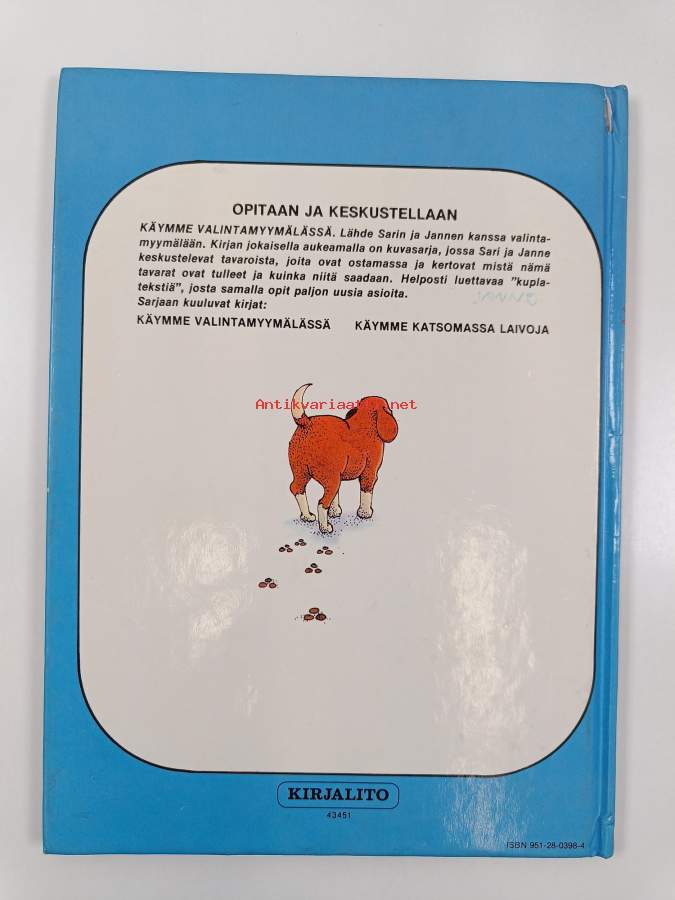 OPITAAN JA KESKUSTELLAAN
KÄYMME VALINTAMYYMÄLÄSSÄ. Lähde Sarin ja Jannen kanssa valinta-
myymälään. Kirjan jokaisella aukeamalla on kuvasarja, jossa Sari ja Janne
keskustelevat tavaroista, joita ovat ostamassa ja kertovat mistä nämä
tavarat ovat tulleet ja kuinka niitä saadaan. Helposti luettavaa "kupla-
tekstiä", josta samalla opit paljon uusia asioita.
Sarjaan kuuluvat kirjat:
KÄYMME VALINTAMYYMÄLÄSSÄ KÄYMME KATSOMASSA LAIVOJA
Antikvariaatti.net
KIRJALITO
43451
ISBN 951-28-0398-4